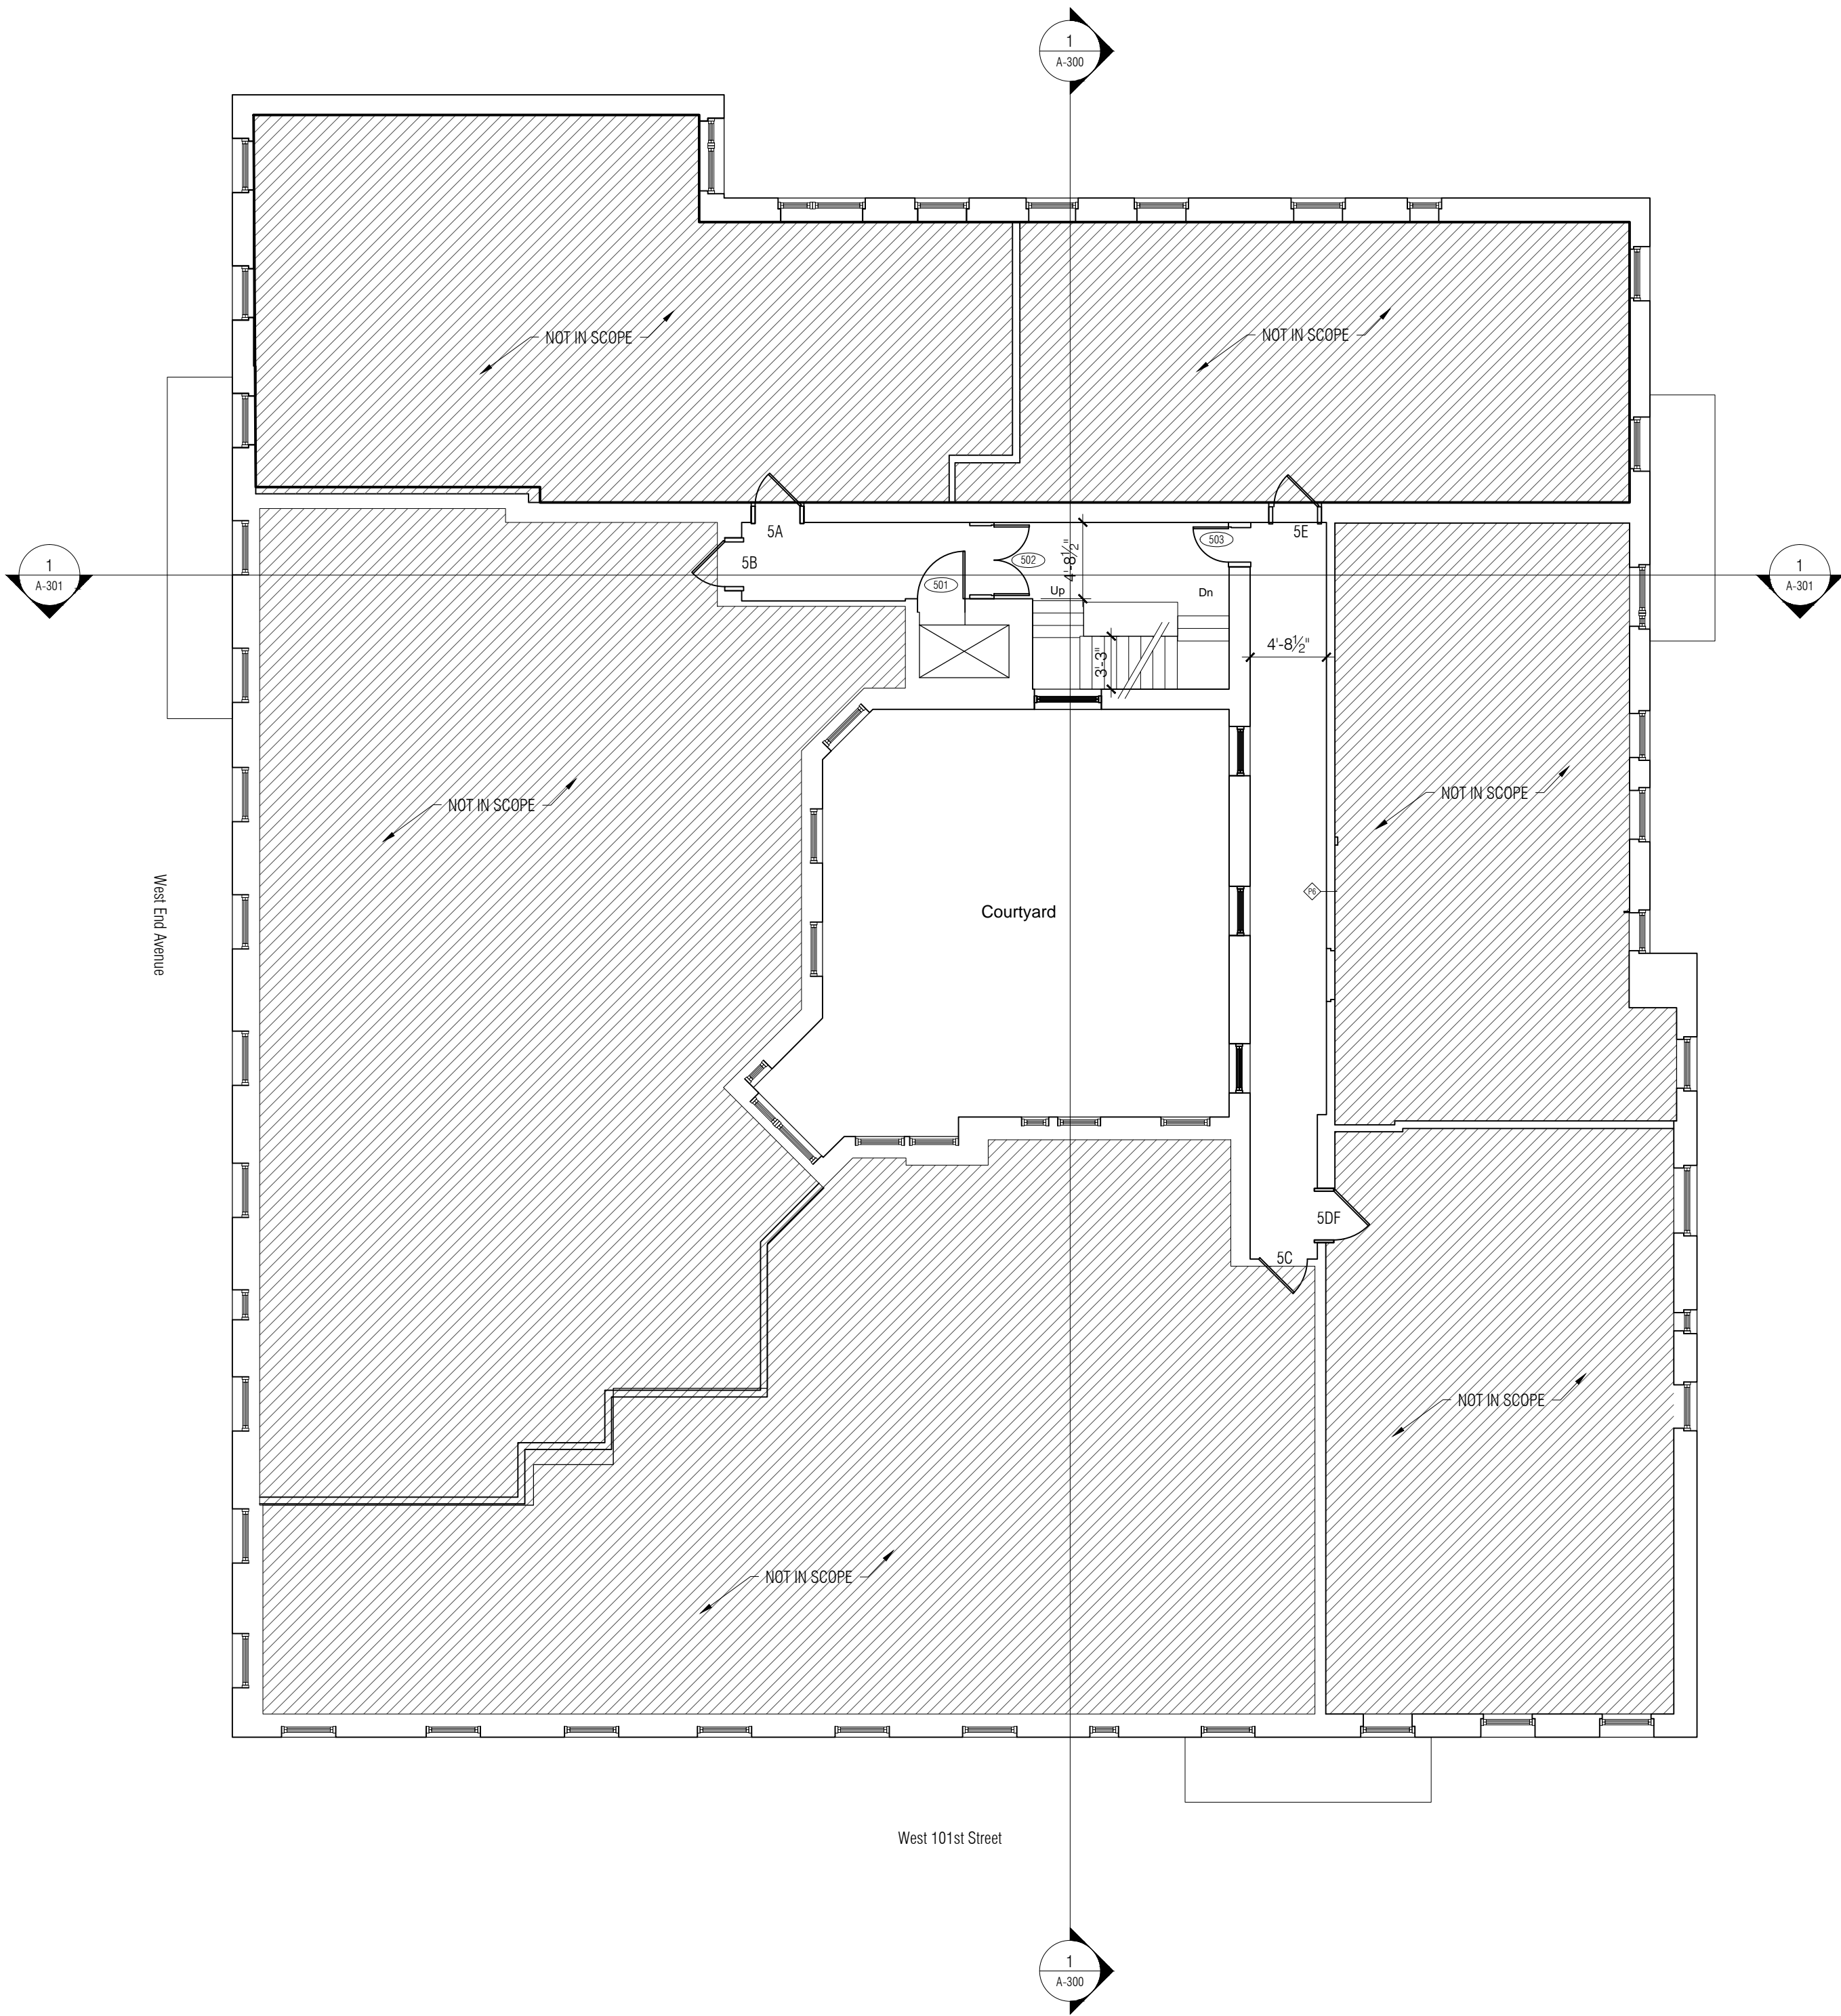 1
A-300
NOT IN SCOPE
NOT IN SCOPE
5A
5E
5B
501
502
503
4'-8½"
Up
Dn
1
A-301
1
A-301
4'-8½"
3'-3"
NOT IN SCOPE
NOT IN SCOPE
West End Avenue
P6
Courtyard
5DF
5C
NOT IN SCOPE
NOT IN SCOPE
West 101st Street
1
A-300